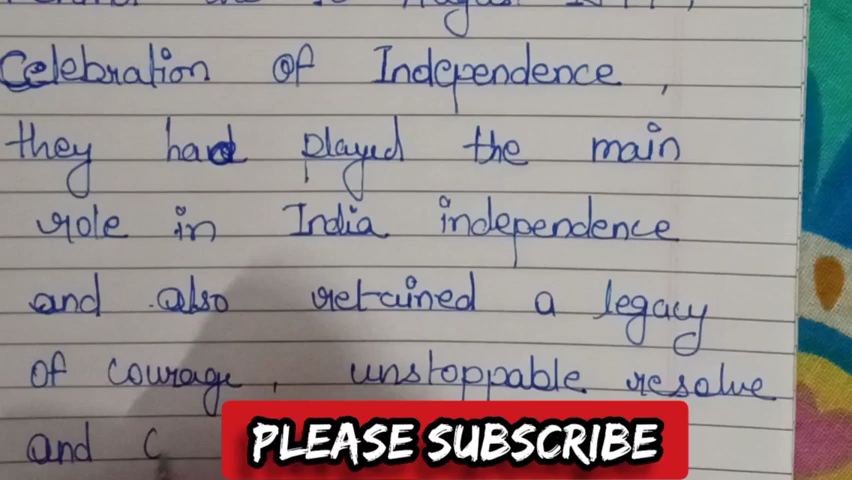 Celebration of Independence,
they had played the main
role in India independence
and also retained a legacy
of courage, unstoppable resolve
and C
PLEASE SUBSCRIBE